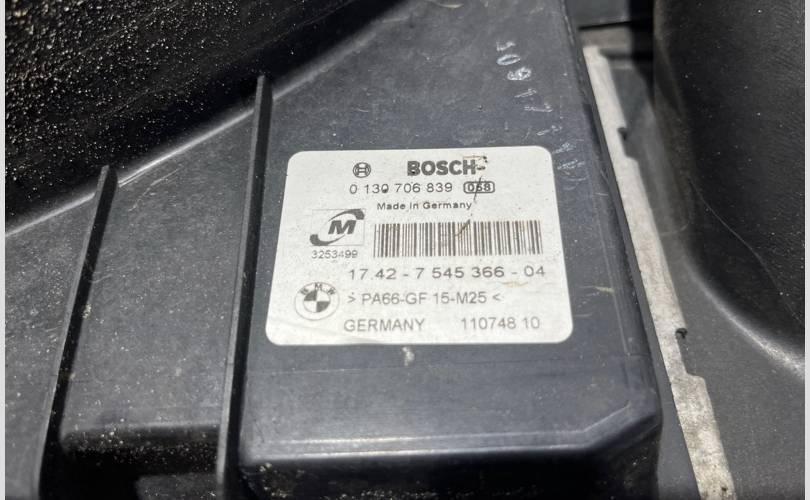 BOSCH
0 130 706 839 058
Made in Germany
M
3253499
17.42 - 7 545 366 - 04
BMW
> PA66-GF 15-M25 <
GERMANY 110748 10